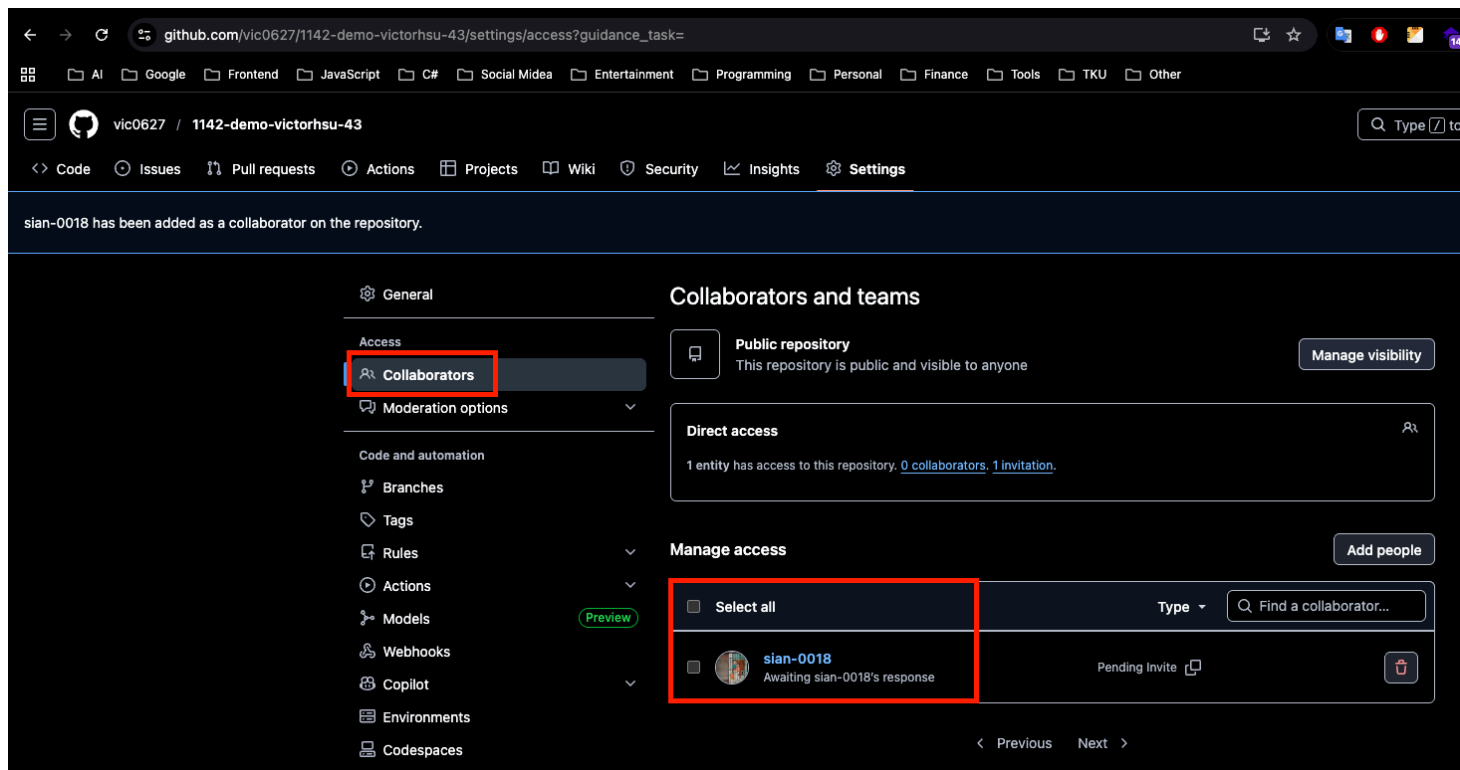 github.com/vic0627/1142-demo-victorhsu-43/settings/access?guidance_task=
14
AI Google Frontend JavaScript C# Social Midea Entertainment Programming Personal Finance Tools TKU Other
vic0627 / 1142-demo-victorhsu-43
Type / to
Code Issues Pull requests Actions Projects Wiki Security Insights Settings
sian-0018 has been added as a collaborator on the repository.
General
Access
Collaborators
Moderation options
Code and automation
Branches
Tags
Rules
Actions
Models Preview
Webhooks
Copilot
Environments
Codespaces
Collaborators and teams
Public repository
This repository is public and visible to anyone
Manage visibility
Direct access
1 entity has access to this repository. 0 collaborators. 1 invitation.
Manage access
Add people
Select all
Type
Find a collaborator...
sian-0018
Awaiting sian-0018's response
Pending Invite
Previous Next